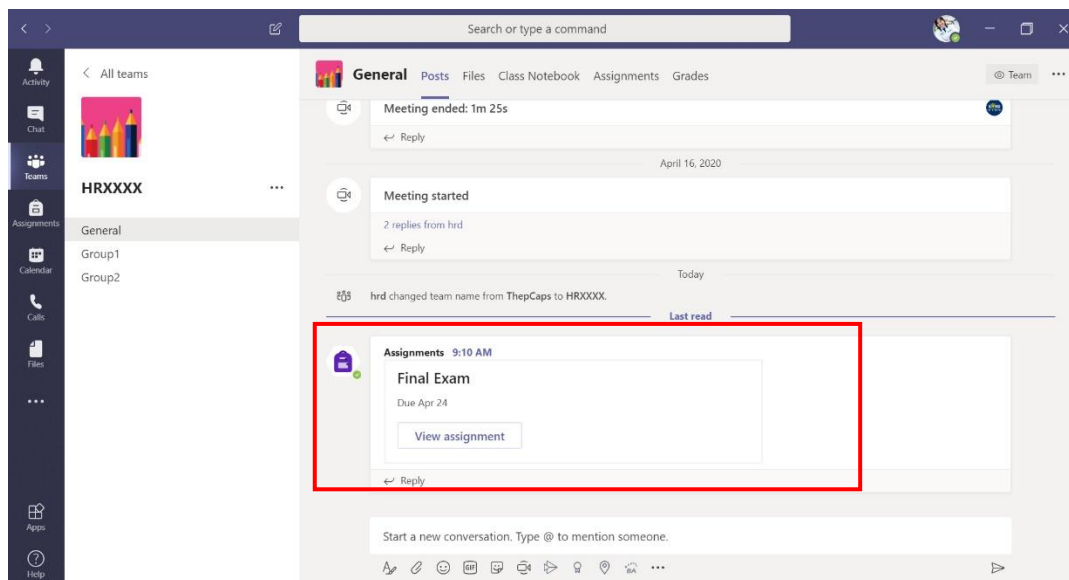 Search or type a command
Activity
Chat
Teams
Assignments
Calendar
Calls
Files
Apps
Help
All teams
HRXXXX
General
Group1
Group2
General Posts Files Class Notebook Assignments Grades
Team
Meeting ended: 1m 25s
Reply
April 16, 2020
Meeting started
2 replies from hrd
Reply
Today
hrd changed team name from ThepCaps to HRXXXX.
Last read
Assignments 9:10 AM
Final Exam
Due Apr 24
View assignment
Reply
Start a new conversation. Type @ to mention someone.
GIF